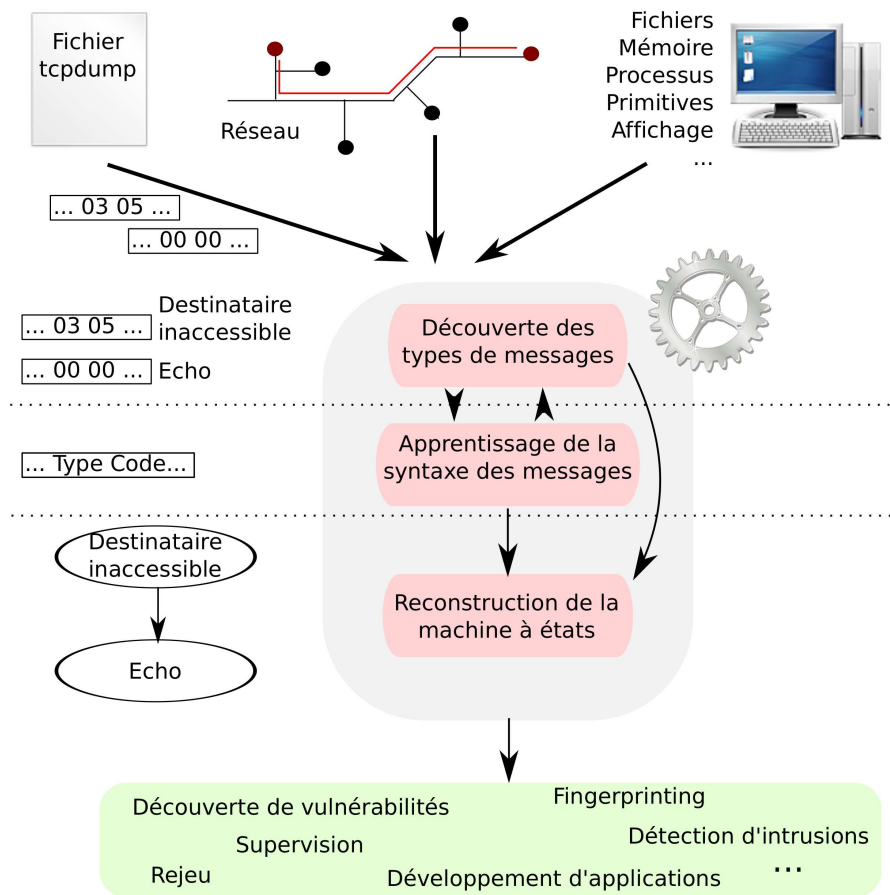 Fichier
tcpdump
Réseau
Fichiers
Mémoire
Processus
Primitives
Affichage
...
... 03 05 ...
... 00 00 ...
... 03 05 ...
Destinataire
inaccessible
... 00 00 ...
Echo
Découverte des
types de messages
... Type Code...
Apprentissage de la
syntaxe des messages
Destinataire
inaccessible
Echo
Reconstruction de la
machine à états
Découverte de vulnérabilités
Fingerprinting
Supervision
Détection d'intrusions
Rejeu
Développement d'applications
...